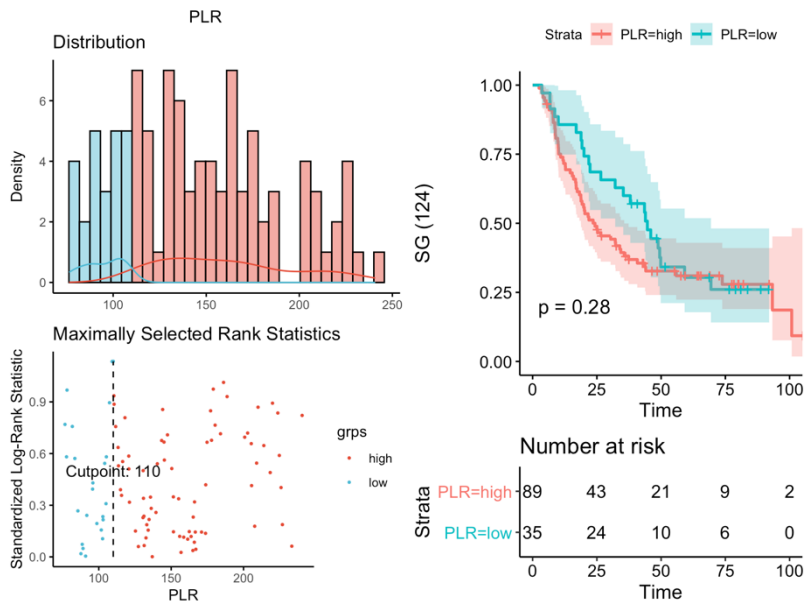 PLR
Distribution
Density
6
4
2
0
100
150
200
250
Maximally Selected Rank Statistics
Standardized Log-Rank Statistic
0.9
0.6
0.3
0.0
Cutpoint: 110
100
150
200
PLR
grps
high
low
Strata PLR=high PLR=low
SG (124)
1.00
0.75
0.50
0.25
0.00
p = 0.28
0 25 50 75 100
Time
Number at risk
Strata
PLR=high 89 43 21 9 2
PLR=low 35 24 10 6 0
0 25 50 75 100
Time